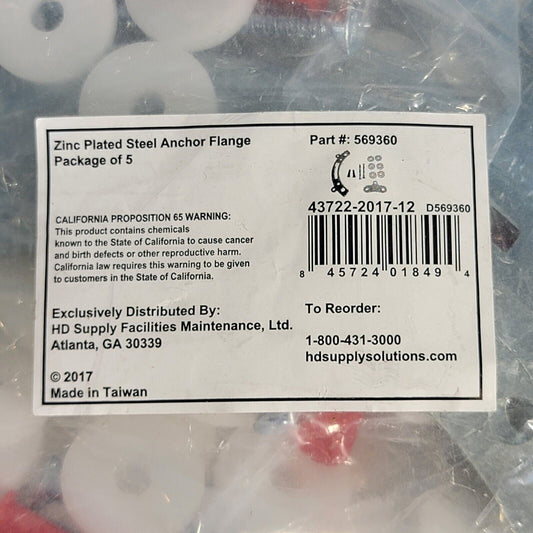 Zinc Plated Steel Anchor Flange
Package of 5
Part #: 569360
43722-2017-12 D569360
8 45724 01849 4
CALIFORNIA PROPOSITION 65 WARNING:
This product contains chemicals
known to the State of California to cause cancer
and birth defects or other reproductive harm.
California law requires this warning to be given
to customers in the State of California.
Exclusively Distributed By:
HD Supply Facilities Maintenance, Ltd.
Atlanta, GA 30339
To Reorder:
1-800-431-3000
hdsupplysolutions.com
© 2017
Made in Taiwan